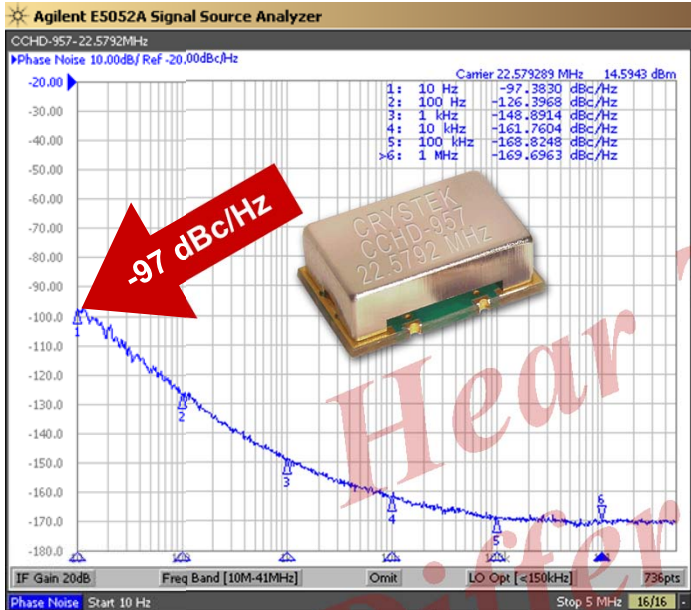 Agilent E5052A Signal Source Analyzer
CCHD-957-22.5792MHz
Phase Noise 10.00dB/ Ref -20.00dBc/Hz
Carrier 22.579289 MHz 14.5943 dBm
1: 10 Hz -97.3830 dBc/Hz
2: 100 Hz -126.3968 dBc/Hz
3: 1 kHz -148.8914 dBc/Hz
4: 10 kHz -161.7604 dBc/Hz
5: 100 kHz -168.8248 dBc/Hz
>6: 1 MHz -169.6963 dBc/Hz
-20.00
-30.00
-40.00
-50.00
-60.00
-70.00
-80.00
-90.00
-100.0
-110.0
-120.0
-130.0
-140.0
-150.0
-160.0
-170.0
-180.0
-97 dBc/Hz
CRYSTEK
CCHD-957
22.5792 MHz
Hear
Differ
1
2
3
4
5
6
IF Gain 20dB Freq Band [10M-41MHz] Omit LO Opt [<150kHz] 736pts
Phase Noise Start 10 Hz Stop 5 MHz 16/16